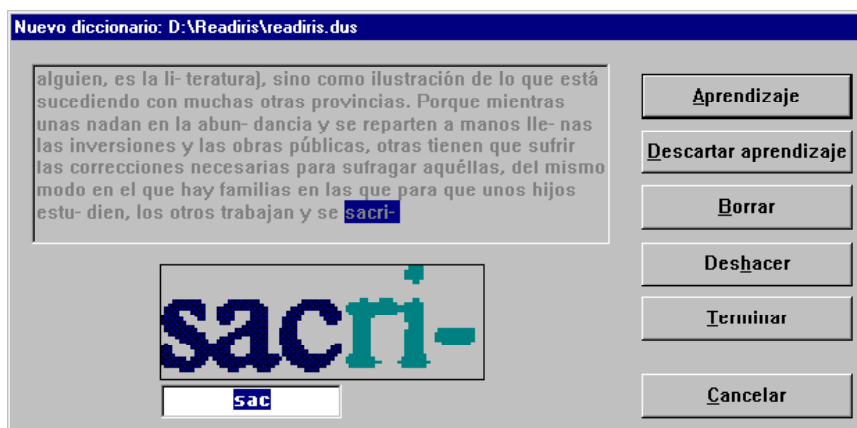 Nuevo diccionario: D:\Readiris\readiris.dus
alguien, es la li- teratura), sino como ilustración de lo que está
sucediendo con muchas otras provincias. Porque mientras
unas nadan en la abun- dancia y se reparten a manos lle- nas
las inversiones y las obras públicas, otras tienen que sufrir
las correcciones necesarias para sufragar aquéllas, del mismo
modo en el que hay familias en las que para que unos hijos
estu- dien, los otros trabajan y se sacri-
sacri-
sac
Aprendizaje
Descartar aprendizaje
Borrar
Deshacer
Terminar
Cancelar